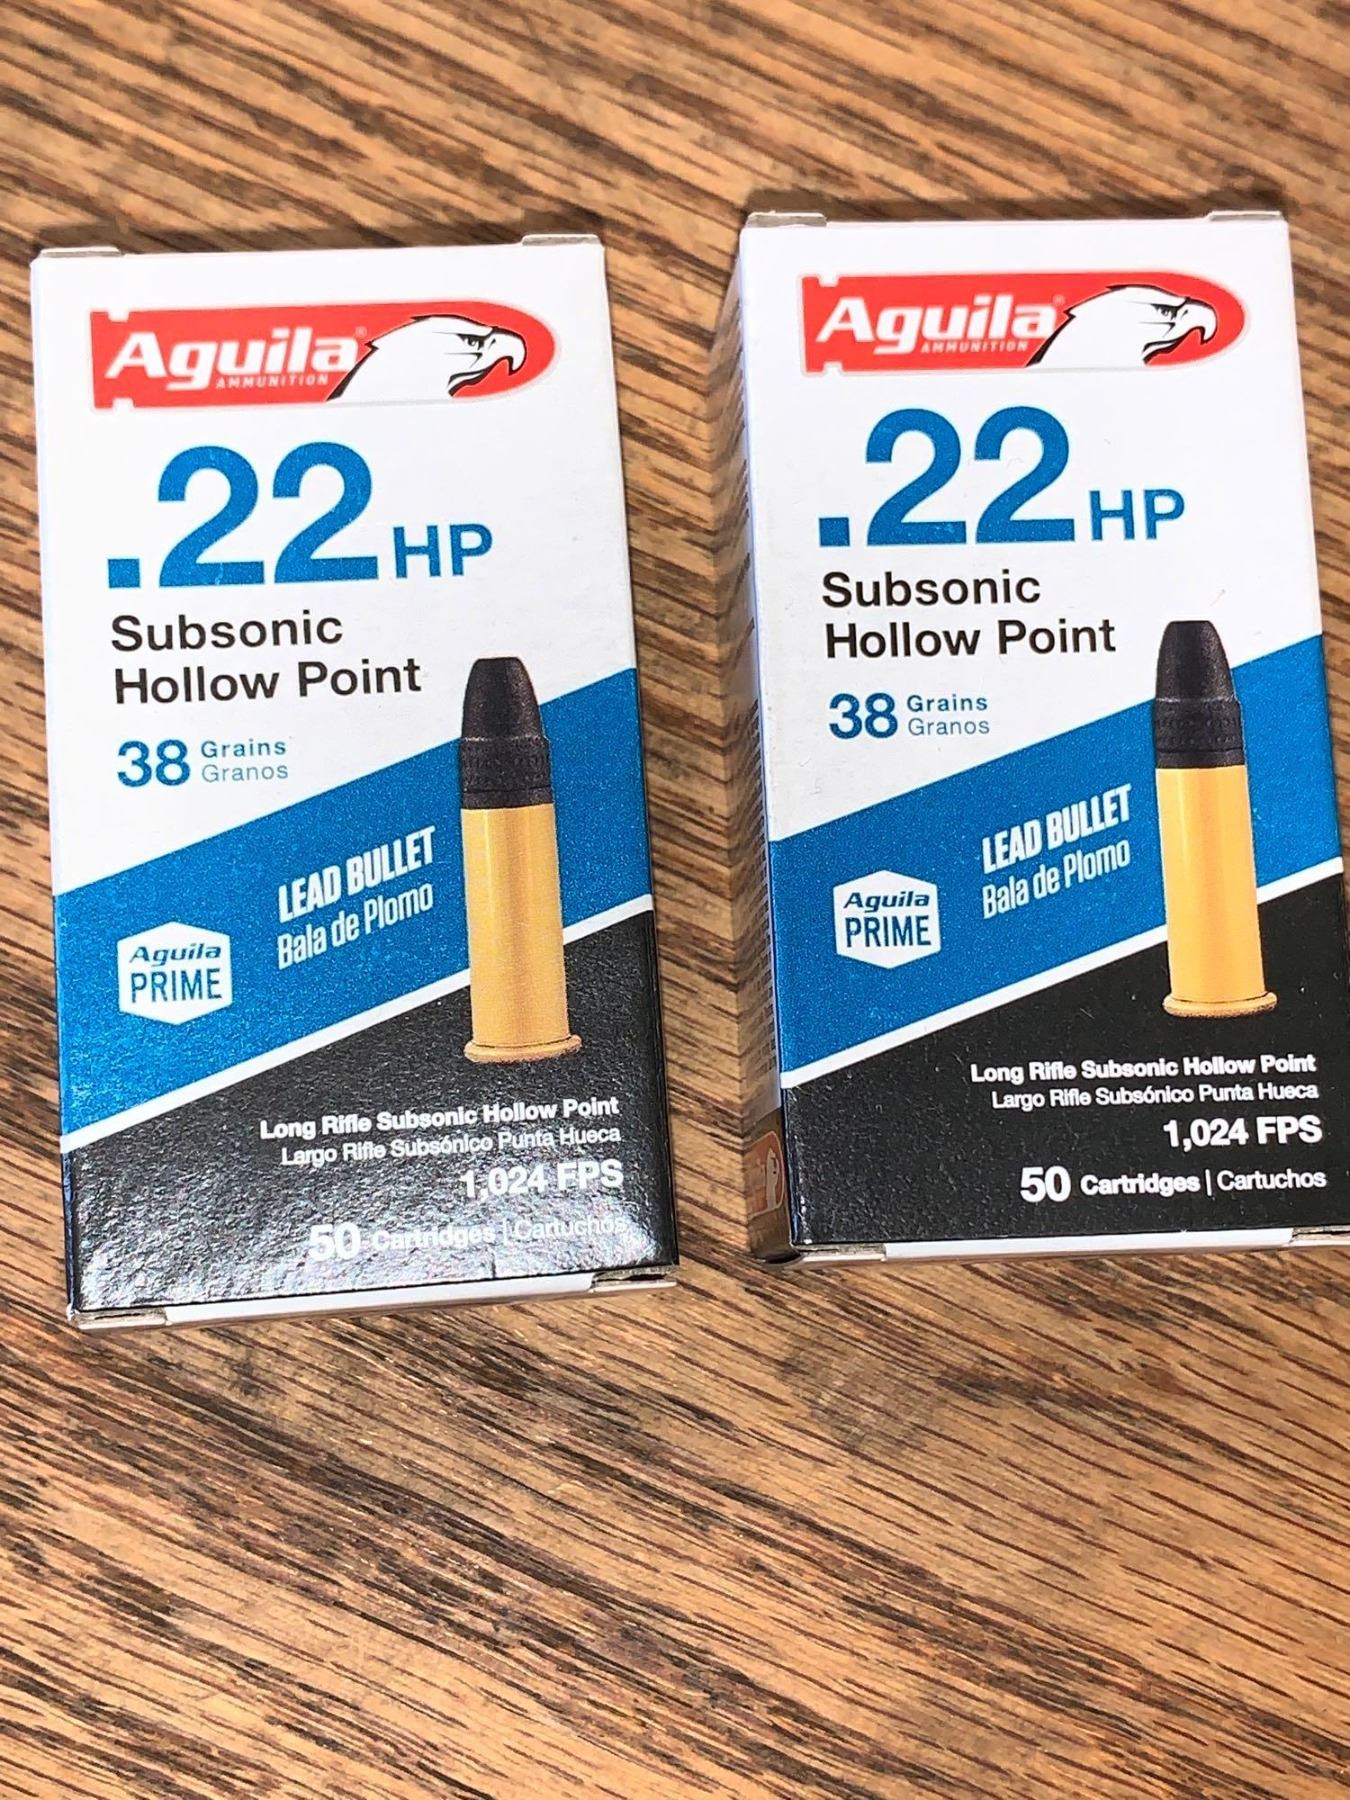 Aguila®
AMMUNITION
.22 HP
Subsonic
Hollow Point
38 Grains
Granos
LEAD BULLET
Bala de Plomo
Aguila
PRIME
Long Rifle Subsonic Hollow Point
Largo Rifle Subsónico Punta Hueca
1,024 FPS
50 Cartridges | Cartuchos
Aguila®
AMMUNITION
.22 HP
Subsonic
Hollow Point
38 Grains
Granos
LEAD BULLET
Bala de Plomo
Aguila
PRIME
Long Rifle Subsonic Hollow Point
Largo Rifle Subsónico Punta Hueca
1,024 FPS
50 Cartridges | Cartuchos